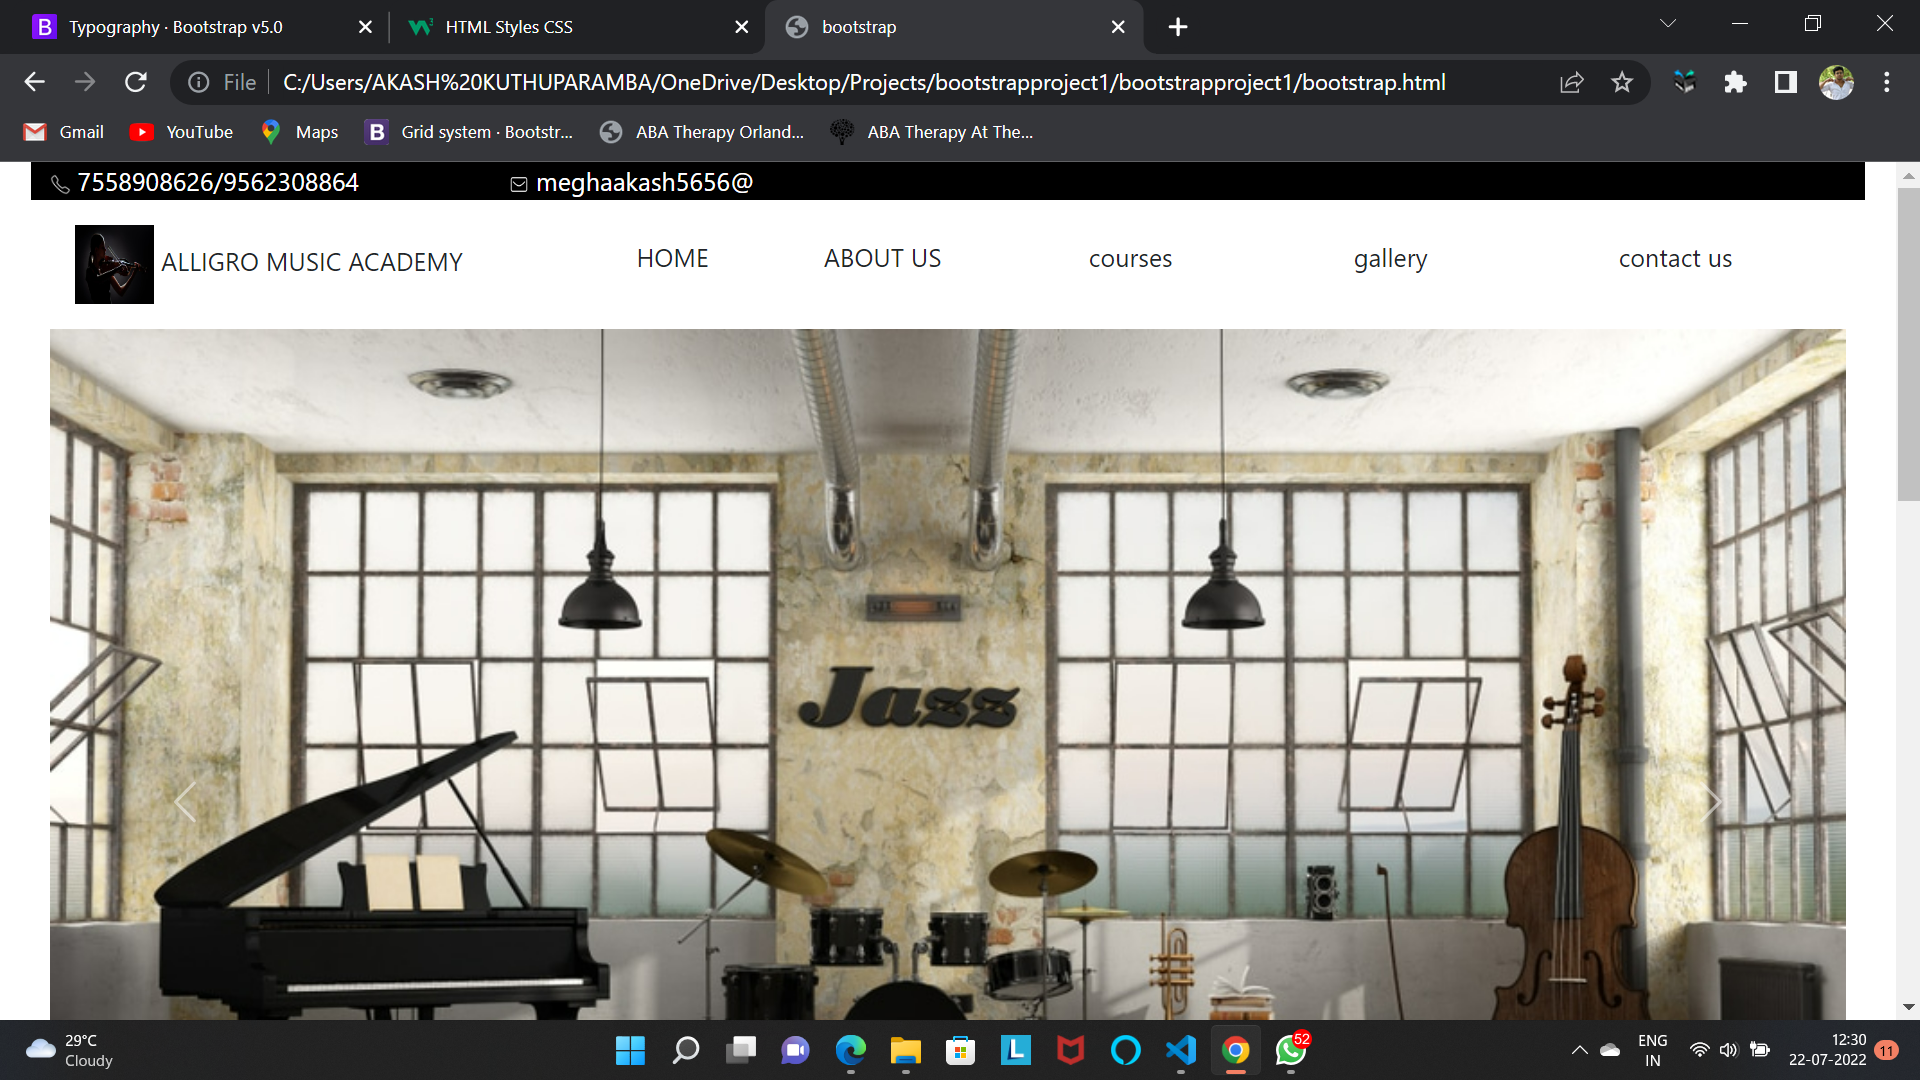 Typography · Bootstrap v5.0
HTML Styles CSS
bootstrap
File
C:/Users/AKASH%20KUTHUPARAMBA/OneDrive/Desktop/Projects/bootstrapproject1/bootstrapproject1/bootstrap.html
Gmail
YouTube
Maps
Grid system · Bootstr...
ABA Therapy Orland...
ABA Therapy At The...
7558908626/9562308864
meghaakash5656@
ALLIGRO MUSIC ACADEMY
HOME
ABOUT US
courses
gallery
contact us
Jazz
29°C
Cloudy
52
ENG
IN
12:30
22-07-2022
11